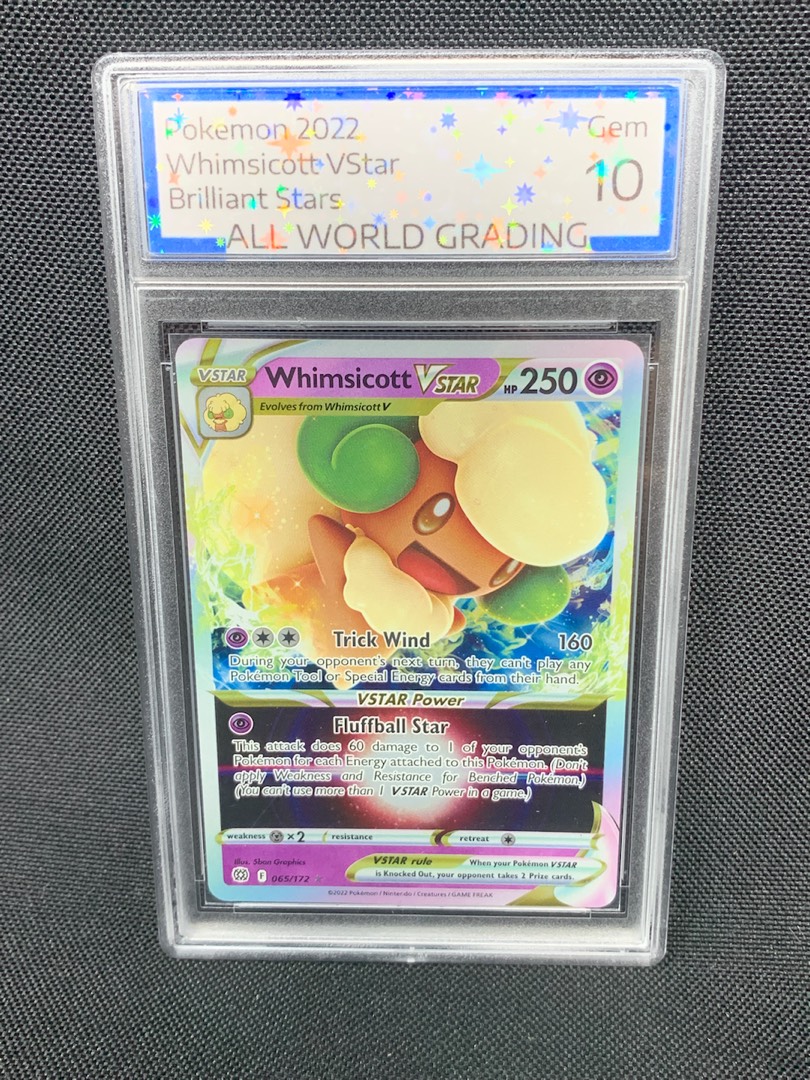 Pokemon 2022
Gem
Whimsicott VStar
10
Brilliant Stars
ALL WORLD GRADING
VSTAR
Whimsicott VSTAR
HP 250
Evolves from Whimsicott V
Trick Wind 160
During your opponent's next turn, they can't play any
Pokémon Tool or Special Energy cards from their hand.
VSTAR Power
Fluffball Star
This attack does 60 damage to 1 of your opponent's
Pokémon for each Energy attached to this Pokémon. (Don't
apply Weakness and Resistance for Benched Pokémon.)
(You can't use more than 1 VSTAR Power in a game.)
weakness ×2 resistance retreat
Illus. 5ban Graphics
VSTAR rule When your Pokémon VSTAR
is Knocked Out, your opponent takes 2 Prize cards.
F 065/172
©2022 Pokémon / Nintendo / Creatures / GAME FREAK